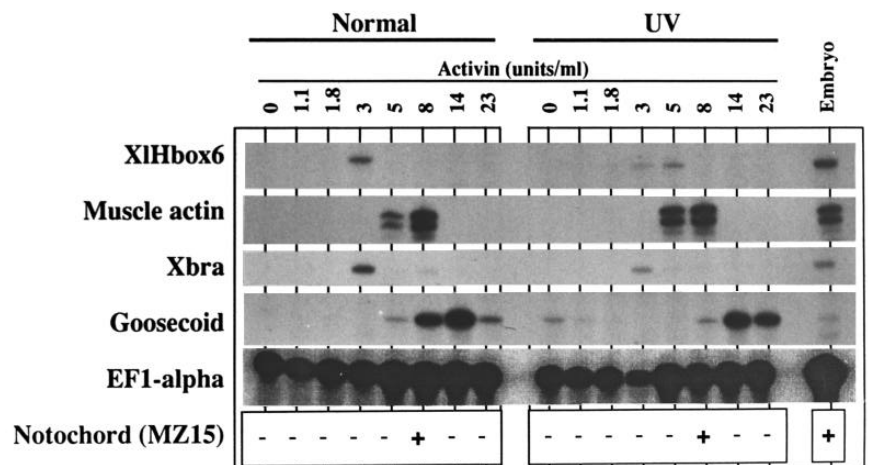 Normal UV
Activin (units/ml) Embryo
0 1.1 1.8 3 5 8 14 23 0 1.1 1.8 3 5 8 14 23
XlHbox6
Muscle actin
Xbra
Goosecoid
EF1-alpha
Notochord (MZ15) - - - - - + - - - - - - - + - - +